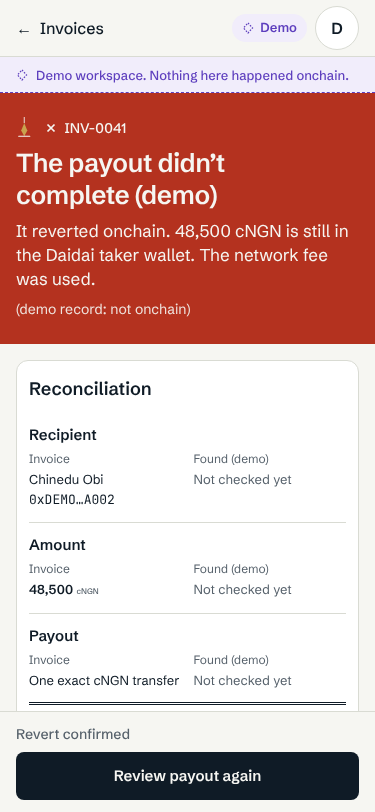 ← Invoices
Demo
D
Demo workspace. Nothing here happened onchain.
✕ INV-0041
The payout didn’t
complete (demo)
It reverted onchain. 48,500 cNGN is still in
the Daidai taker wallet. The network fee
was used.
(demo record: not onchain)
Reconciliation
Recipient
Invoice Found (demo)
Chinedu Obi Not checked yet
0xDEMO…A002
Amount
Invoice Found (demo)
48,500 cNGN Not checked yet
Payout
Invoice Found (demo)
One exact cNGN transfer Not checked yet
Revert confirmed
Review payout again